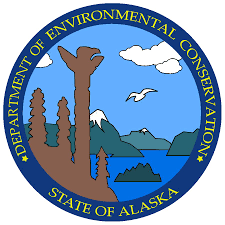 DEPARTMENT OF ENVIRONMENTAL CONSERVATION
STATE OF ALASKA